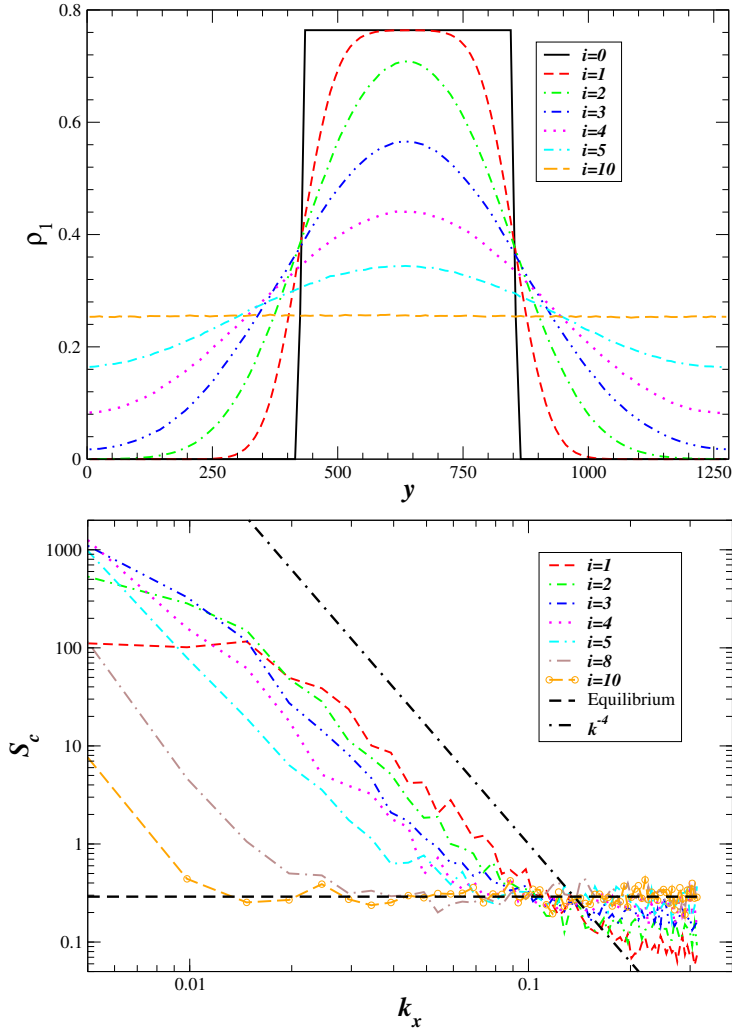 0.8
0.6
0.4
0.2
0
ρ₁
i=0
i=1
i=2
i=3
i=4
i=5
i=10
0 250 500 750 1000 1250
y
1000
100
10
1
0.1
S_c
i=1
i=2
i=3
i=4
i=5
i=8
i=10
Equilibrium
k⁻⁴
0.01 0.1
kₓ